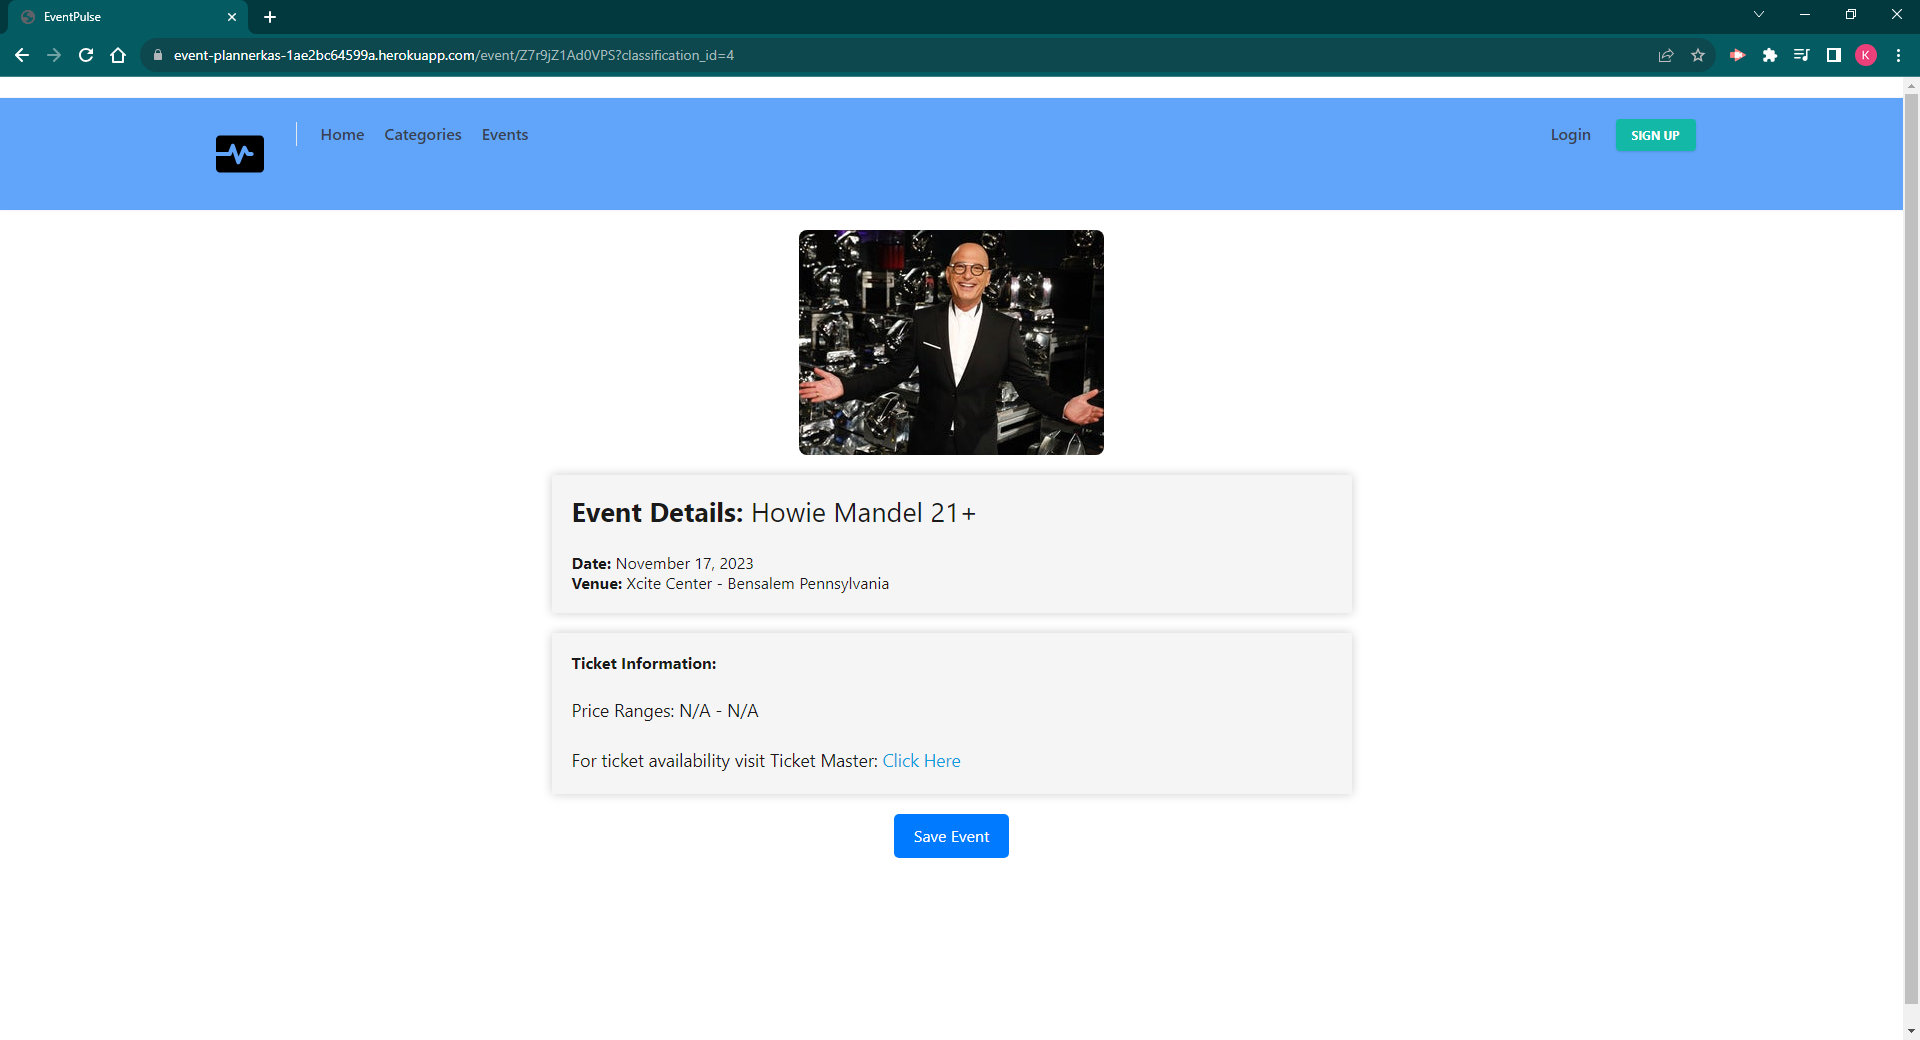 EventPulse
event-plannerkas-1ae2bc64599a.herokuapp.com/event/Z7r9jZ1Ad0VPS?classification_id=4
K
Home Categories Events Login SIGN UP
Event Details: Howie Mandel 21+
Date: November 17, 2023
Venue: Xcite Center - Bensalem Pennsylvania
Ticket Information:
Price Ranges: N/A - N/A
For ticket availability visit Ticket Master: Click Here
Save Event